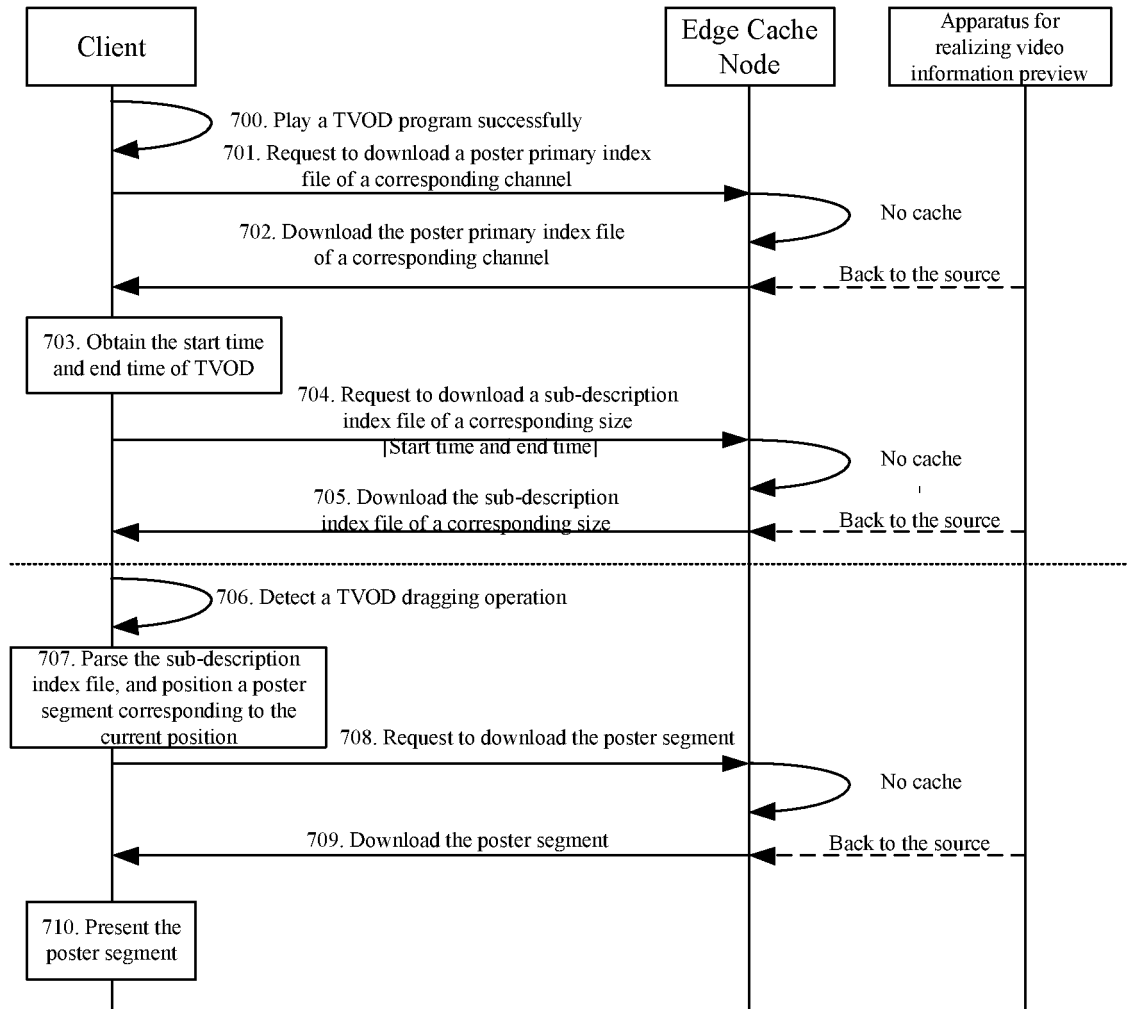 Client
Edge Cache
Node
Apparatus for
realizing video
information preview
700. Play a TVOD program successfully
701. Request to download a poster primary index
file of a corresponding channel
No cache
702. Download the poster primary index file
of a corresponding channel
Back to the source
703. Obtain the start time
and end time of TVOD
704. Request to download a sub-description
index file of a corresponding size
[Start time and end time]
No cache
705. Download the sub-description
index file of a corresponding size
Back to the source
706. Detect a TVOD dragging operation
707. Parse the sub-description
index file, and position a poster
segment corresponding to the
current position
708. Request to download the poster segment
No cache
709. Download the poster segment
Back to the source
710. Present the
poster segment